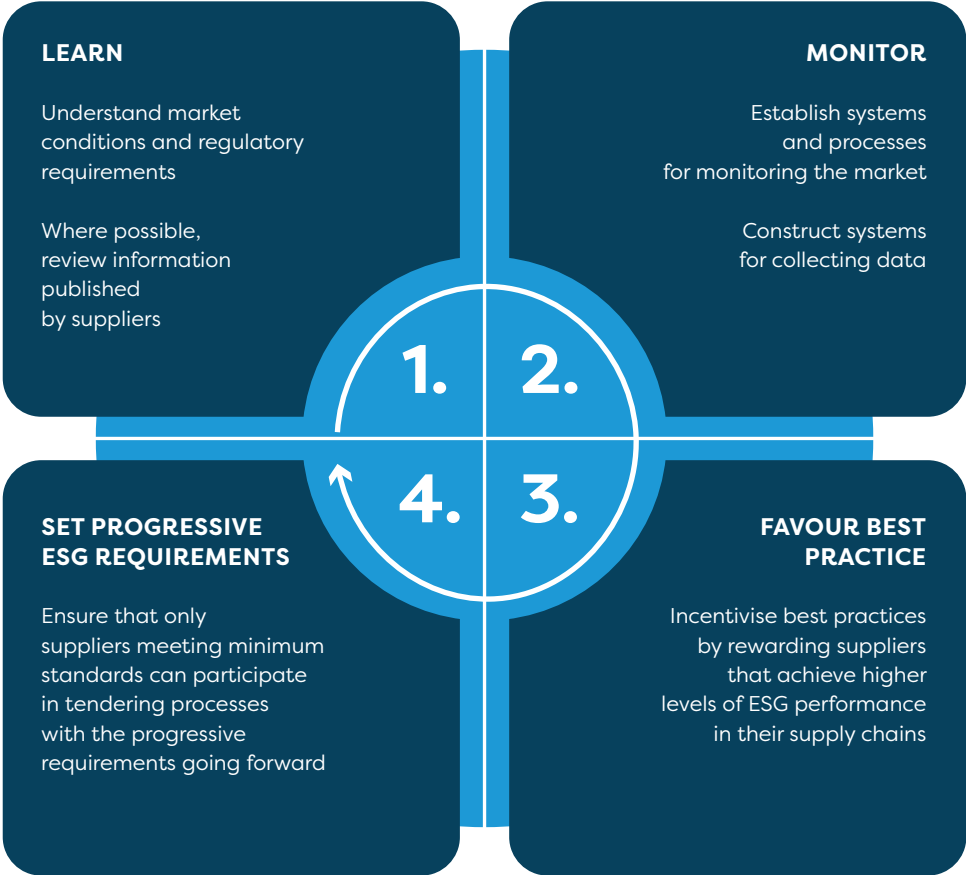 LEARN
Understand market
conditions and regulatory
requirements
Where possible,
review information
published
by suppliers
MONITOR
Establish systems
and processes
for monitoring the market
Construct systems
for collecting data
1.
2.
4.
3.
SET PROGRESSIVE
ESG REQUIREMENTS
Ensure that only
suppliers meeting minimum
standards can participate
in tendering processes
with the progressive
requirements going forward
FAVOUR BEST
PRACTICE
Incentivise best practices
by rewarding suppliers
that achieve higher
levels of ESG performance
in their supply chains